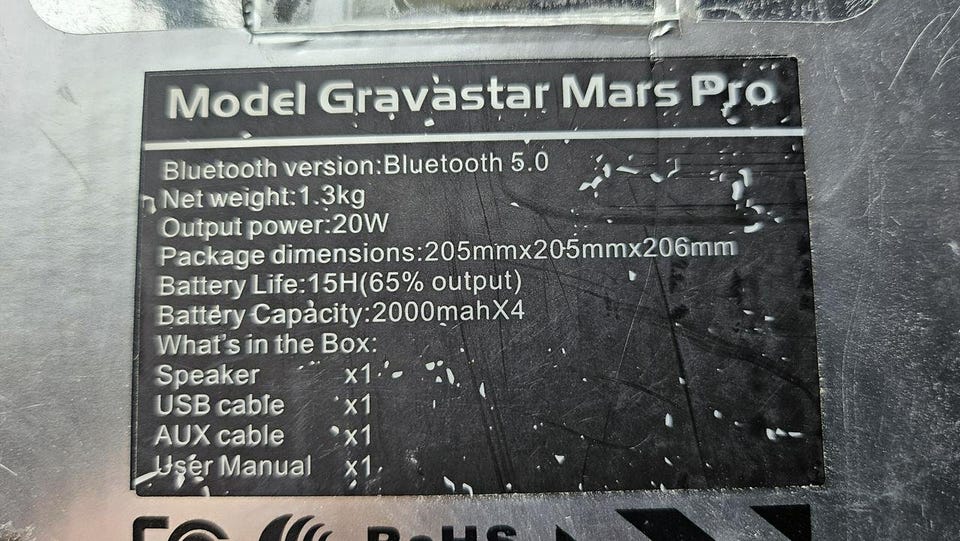 Model Gravastar Mars Pro
Bluetooth version:Bluetooth 5.0
Net weight:1.3kg
Output power:20W
Package dimensions:205mmx205mmx206mm
Battery Life:15H(65% output)
Battery Capacity:2000mahX4
What's in the Box:
Speaker x1
USB cable x1
AUX cable x1
User Manual x1
RoHS